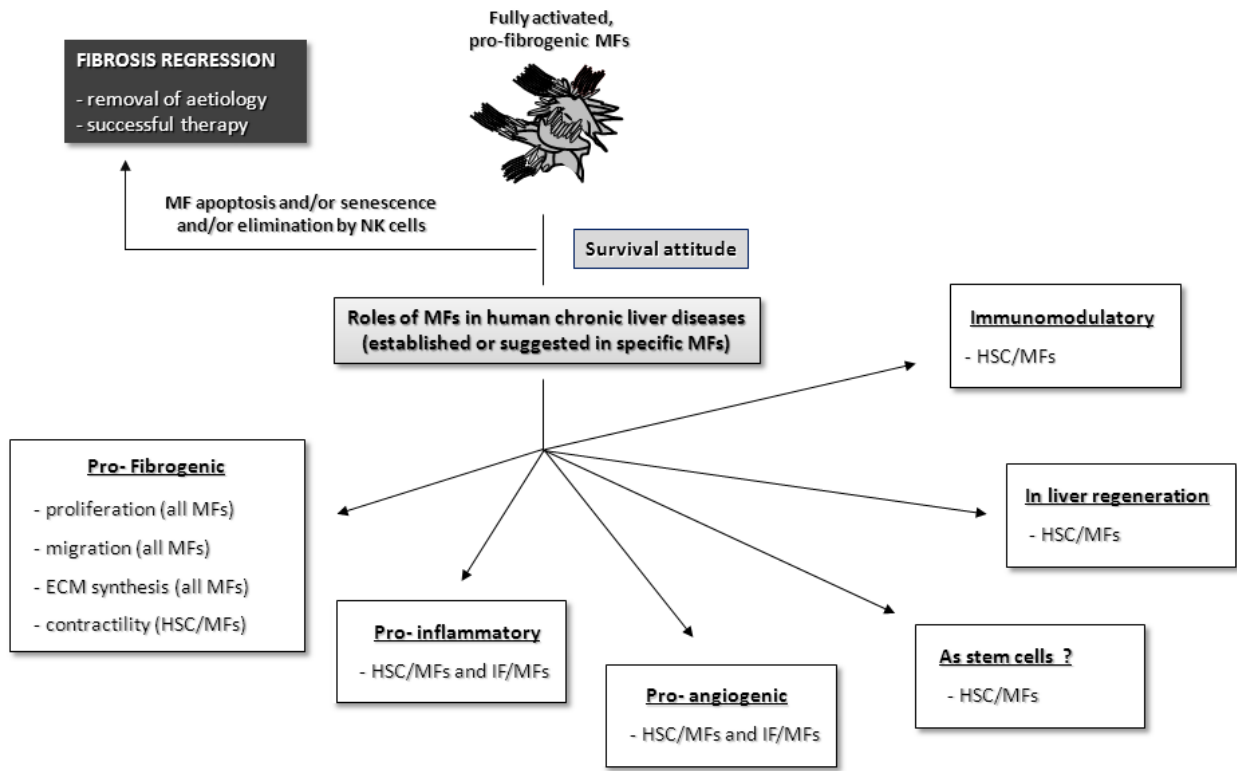 Fully activated,
pro-fibrogenic MFs
FIBROSIS REGRESSION
- removal of aetiology
- successful therapy
MF apoptosis and/or senescence
and/or elimination by NK cells
Survival attitude
Roles of MFs in human chronic liver diseases
(established or suggested in specific MFs)
Immunomodulatory
- HSC/MFs
Pro- Fibrogenic
- proliferation (all MFs)
- migration (all MFs)
- ECM synthesis (all MFs)
- contractility (HSC/MFs)
In liver regeneration
- HSC/MFs
Pro- inflammatory
- HSC/MFs and IF/MFs
Pro- angiogenic
- HSC/MFs and IF/MFs
As stem cells ?
- HSC/MFs